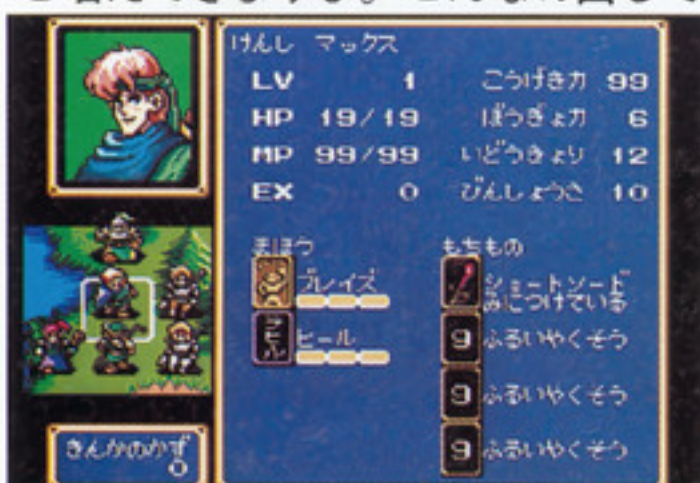 けんし マックス
LV 1 こうげき力 99
HP 19/19 ぼうぎょ力 6
MP 99/99 いどうきょり 12
EX 0 びんしょうさ 10
まほう もちもの
ブレイズ ショートソード
みにつけている
ヒール 9 ふるいやくそう
9 ふるいやくそう
9 ふるいやくそう
きんかのかず
0